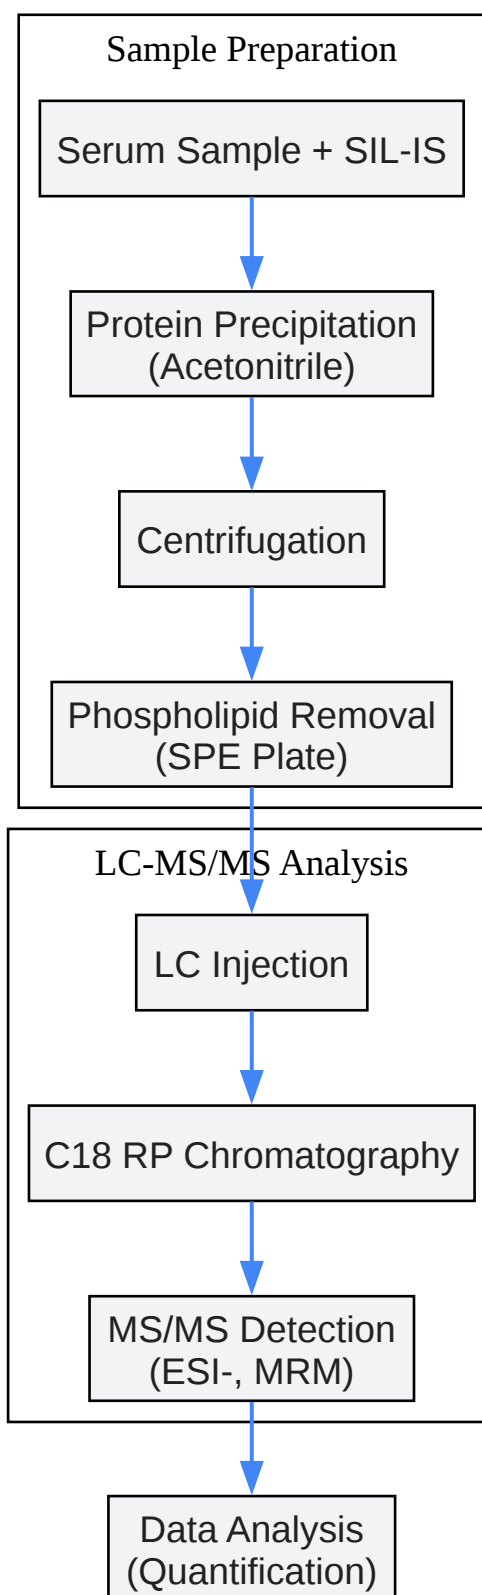 Sample Preparation
Serum Sample + SIL-IS
Protein Precipitation
(Acetonitrile)
Centrifugation
Phospholipid Removal
(SPE Plate)
LC-MS/MS Analysis
LC Injection
C18 RP Chromatography
MS/MS Detection
(ESI-, MRM)
Data Analysis
(Quantification)